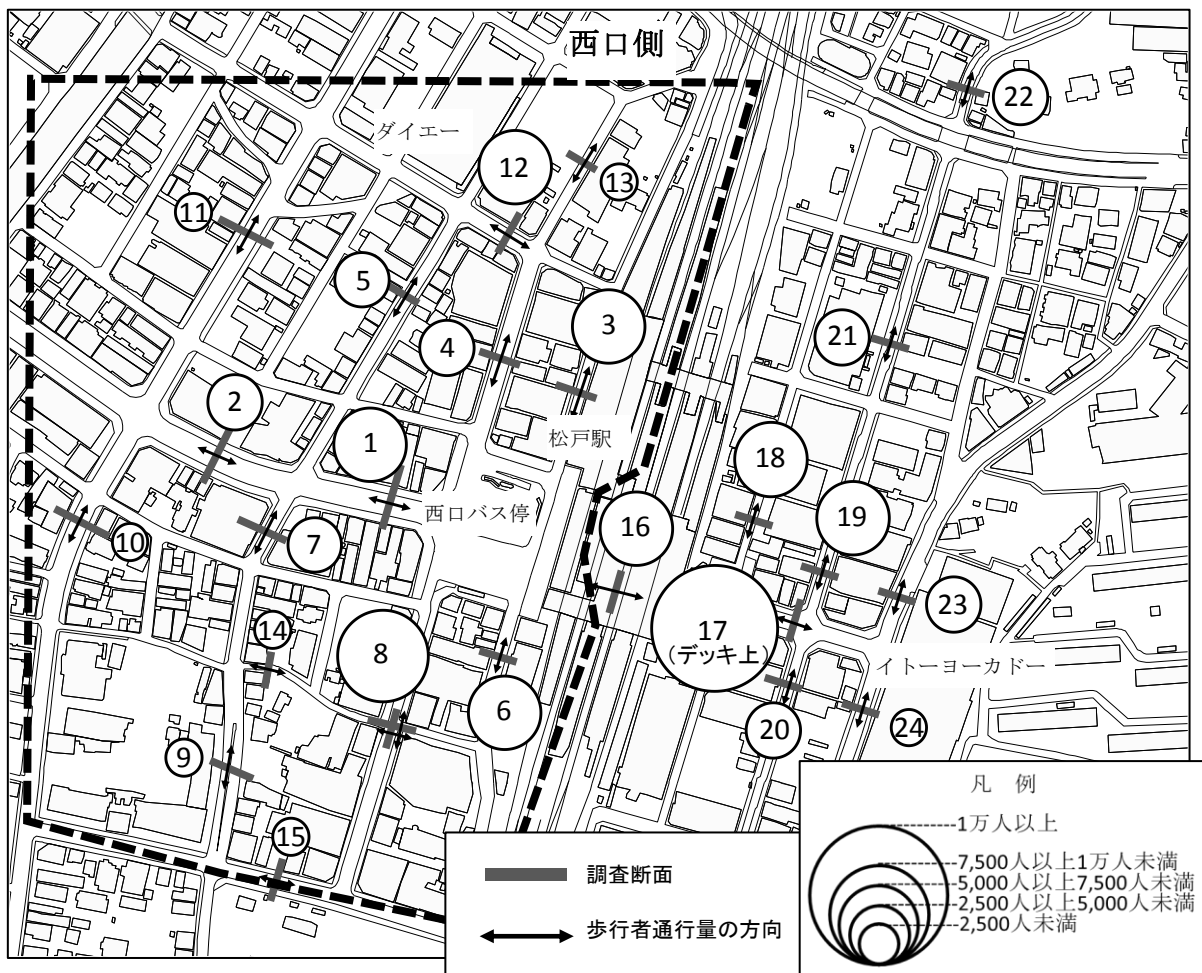 西口側
22
ダイエー
12
13
11
5
3
4
21
2
松戸駅
1
18
西口バス停
19
16
10
7
23
14
17
(デッキ上)
8
イトーヨーカドー
6
20
24
9
15
凡 例
1万人以上
7,500人以上1万人未満
5,000人以上7,500人未満
2,500人以上5,000人未満
2,500人未満
調査断面
歩行者通行量の方向